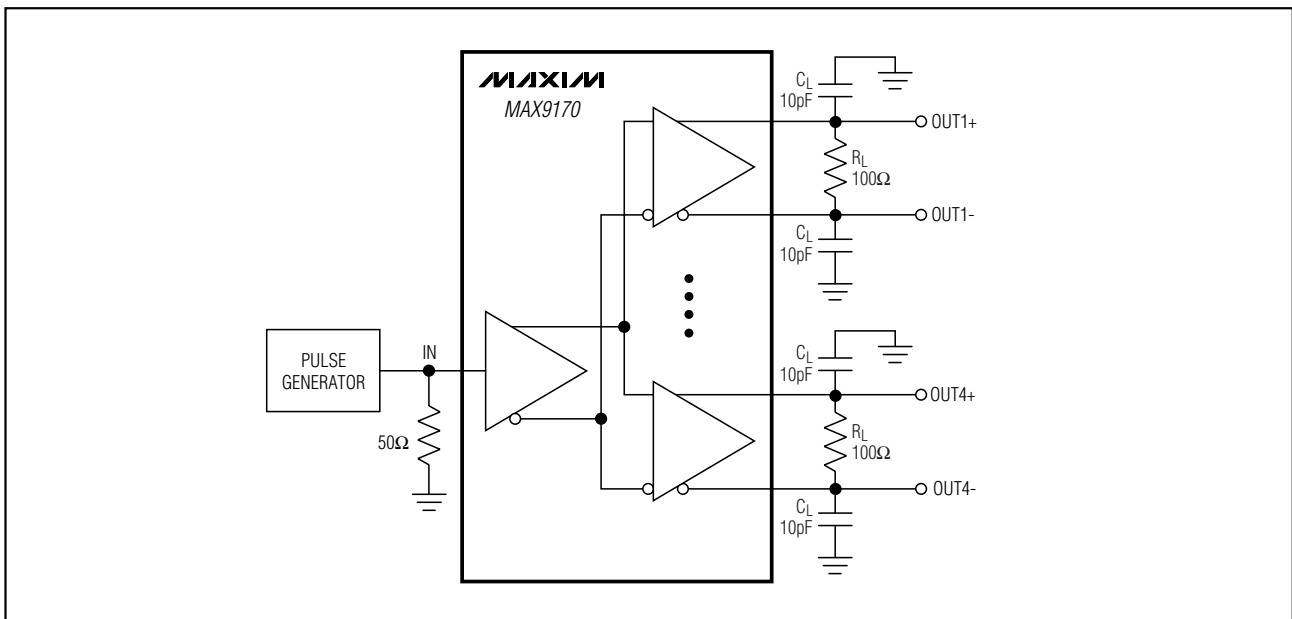 MAXIM
MAX9170
CL
10pF
OUT1+
RL
100Ω
OUT1-
CL
10pF
PULSE
GENERATOR
IN
50Ω
CL
10pF
OUT4+
RL
100Ω
OUT4-
CL
10pF